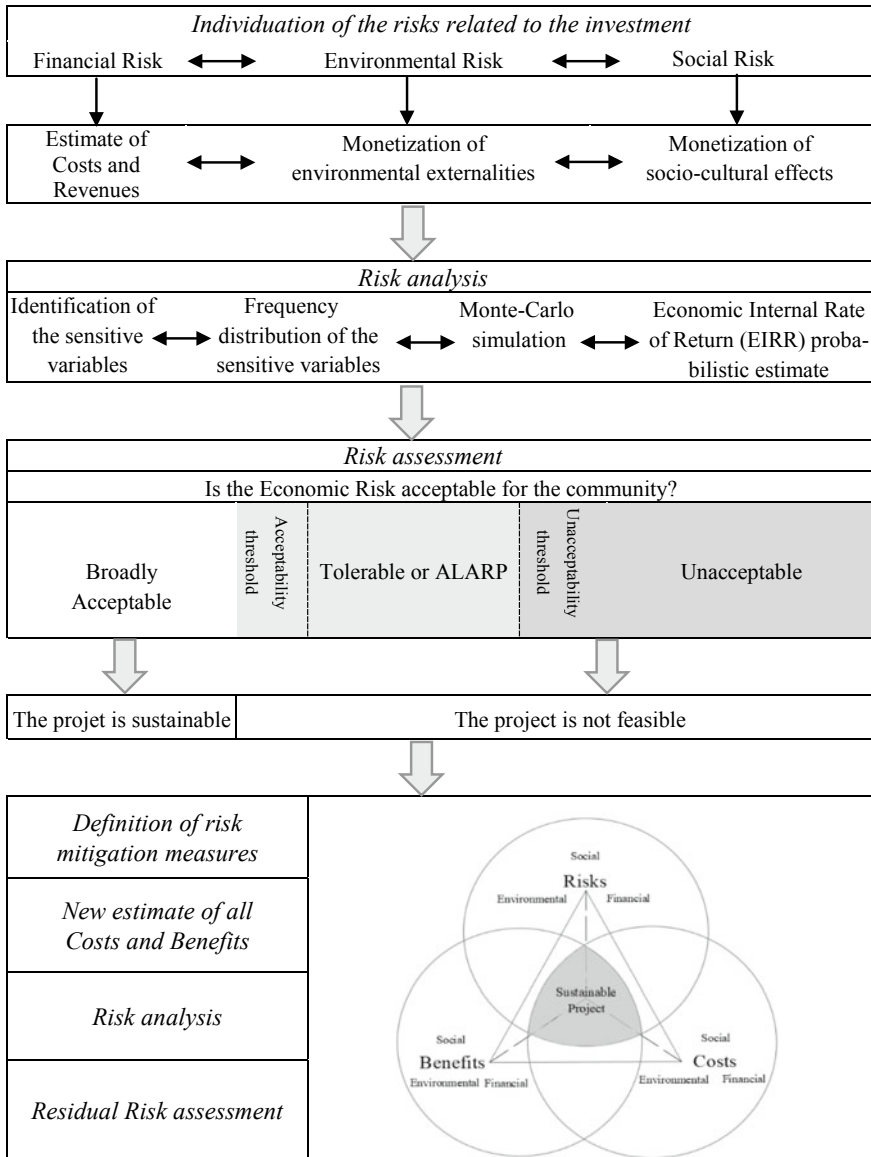 Individuation of the risks related to the investment
Financial Risk Environmental Risk Social Risk
Estimate of
Costs and
Revenues
Monetization of
environmental externalities
Monetization of
socio-cultural effects
Risk analysis
Identification of
the sensitive
variables
Frequency
distribution of the
sensitive variables
Monte-Carlo
simulation
Economic Internal Rate
of Return (EIRR) proba-
bilistic estimate
Risk assessment
Is the Economic Risk acceptable for the community?
Broadly
Acceptable
Acceptability
threshold
Tolerable or ALARP
Unacceptability
threshold
Unacceptable
The projet is sustainable
The project is not feasible
Definition of risk
mitigation measures
New estimate of all
Costs and Benefits
Risk analysis
Residual Risk assessment
Social
Risks
Environmental Financial
Sustainable
Project
Social
Benefits
Environmental Financial
Social
Costs
Environmental Financial